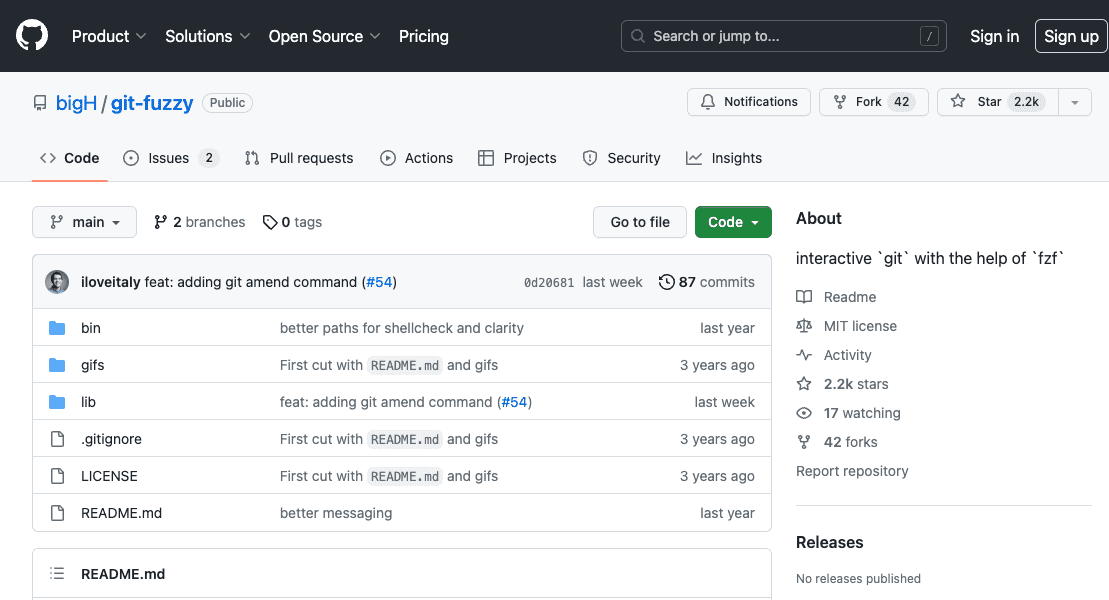 Product Solutions Open Source Pricing Search or jump to... / Sign in Sign up
bigH / git-fuzzy Public Notifications Fork 42 Star 2.2k
Code Issues 2 Pull requests Actions Projects Security Insights
main 2 branches 0 tags Go to file Code
iloveitaly feat: adding git amend command (#54) 0d20681 last week 87 commits
bin better paths for shellcheck and clarity last year
gifs First cut with README.md and gifs 3 years ago
lib feat: adding git amend command (#54) last week
.gitignore First cut with README.md and gifs 3 years ago
LICENSE First cut with README.md and gifs 3 years ago
README.md better messaging last year
README.md
About
interactive `git` with the help of `fzf`
Readme
MIT license
Activity
2.2k stars
17 watching
42 forks
Report repository
Releases
No releases published